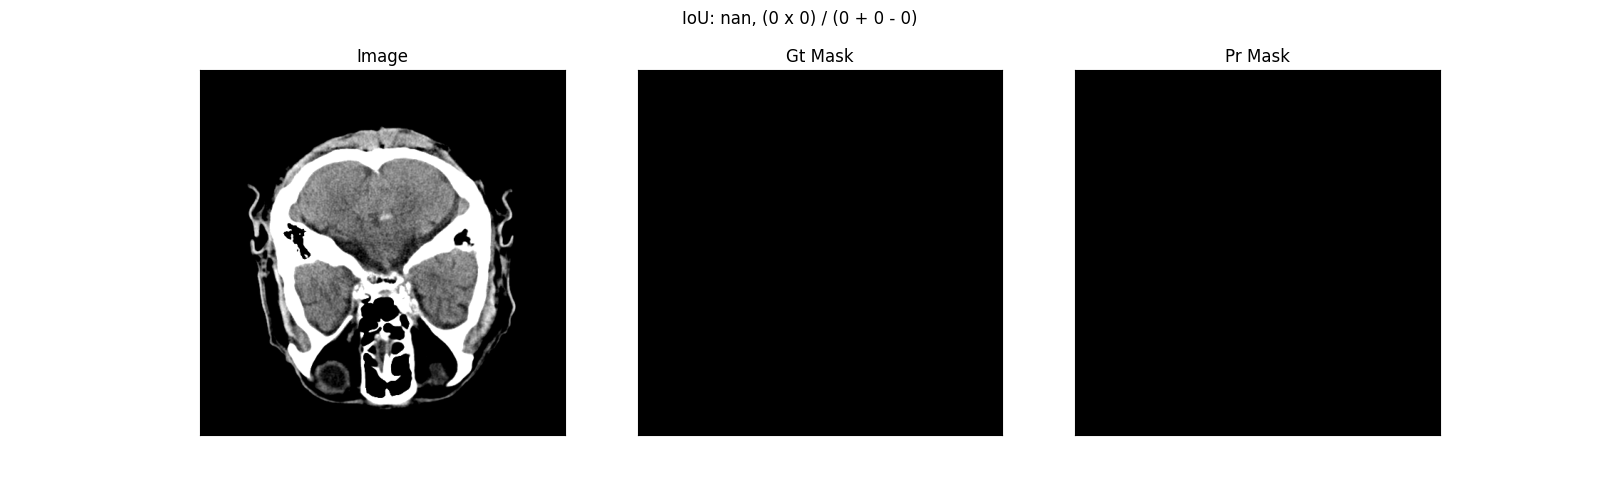 IoU: nan, (0 x 0) / (0 + 0 - 0)
Image
Gt Mask
Pr Mask